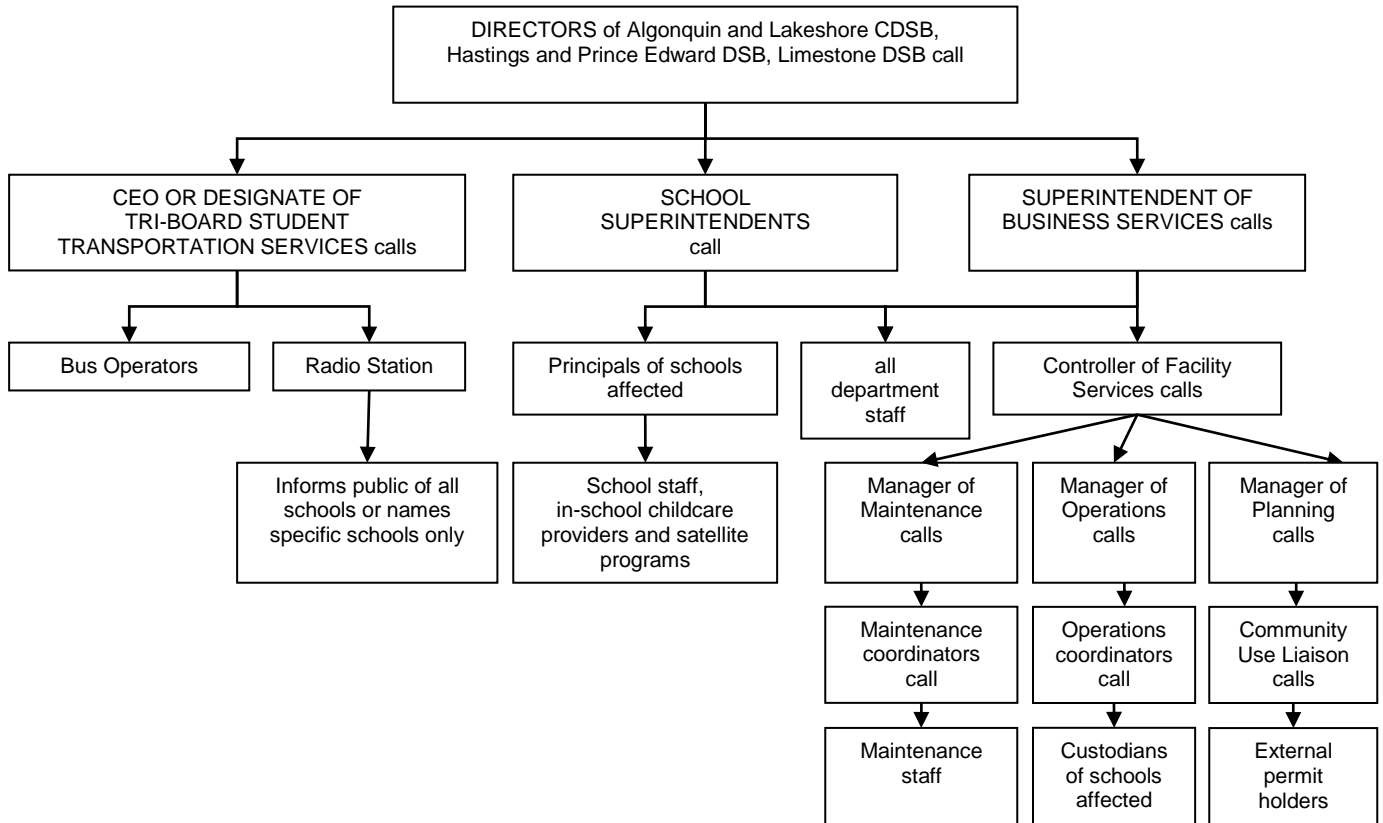 DIRECTORS of Algonquin and Lakeshore CDSB,
Hastings and Prince Edward DSB, Limestone DSB call
CEO OR DESIGNATE OF
TRI-BOARD STUDENT
TRANSPORTATION SERVICES calls
SCHOOL
SUPERINTENDENTS
call
SUPERINTENDENT OF
BUSINESS SERVICES calls
Bus Operators
Radio Station
Principals of schools
affected
all
department
staff
Controller of Facility
Services calls
Informs public of all
schools or names
specific schools only
School staff,
in-school childcare
providers and satellite
programs
Manager of
Maintenance
calls
Manager of
Operations
calls
Manager of
Planning
calls
Maintenance
coordinators
call
Operations
coordinators
call
Community
Use Liaison
calls
Maintenance
staff
Custodians
of schools
affected
External
permit
holders